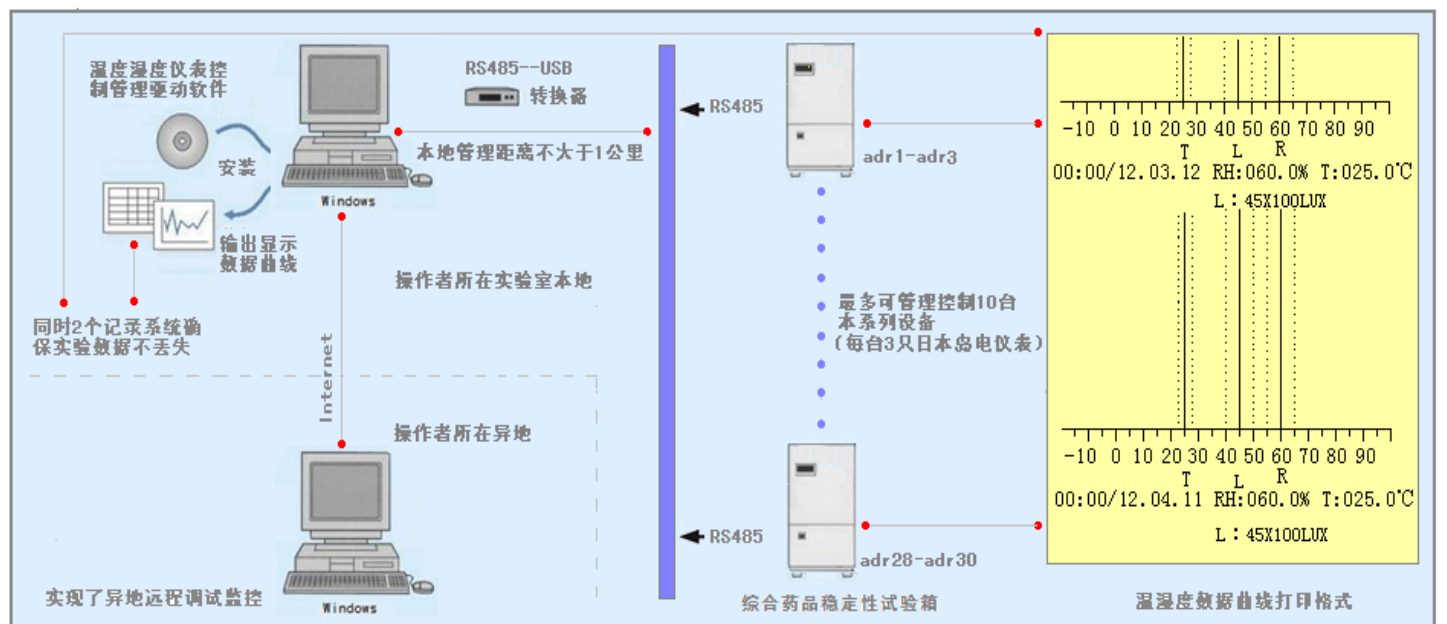 温度湿度仪表控
制管理驱动软件
安装
输出显示
数据曲线
同时2个记录系统确
保实验数据不丢失
Windows
RS485--USB
转换器
本地管理距离不大于1公里
操作者所在实验室本地
Internet
操作者所在异地
Windows
实现了异地远程调试监控
RS485
adr1-adr3
最多可管理控制10台
本系列设备
(每台3只日本岛电仪表)
RS485
adr28-adr30
综合药品稳定性试验箱
-10 0 10 20 30 40 50 60 70 80 90
T L R
00:00/12.03.12 RH:060.0% T:025.0℃
L:45X100LUX
-10 0 10 20 30 40 50 60 70 80 90
T L R
00:00/12.04.11 RH:060.0% T:025.0℃
L:45X100LUX
温湿度数据曲线打印格式